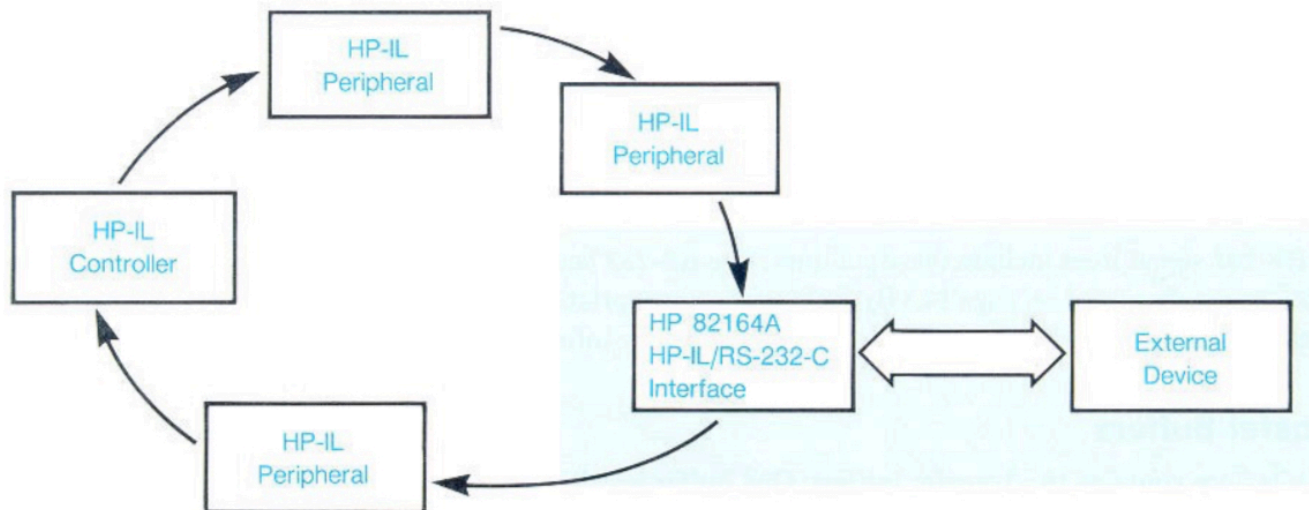 HP-IL
Peripheral
HP-IL
Peripheral
HP-IL
Controller
HP 82164A
HP-IL/RS-232-C
Interface
External
Device
HP-IL
Peripheral